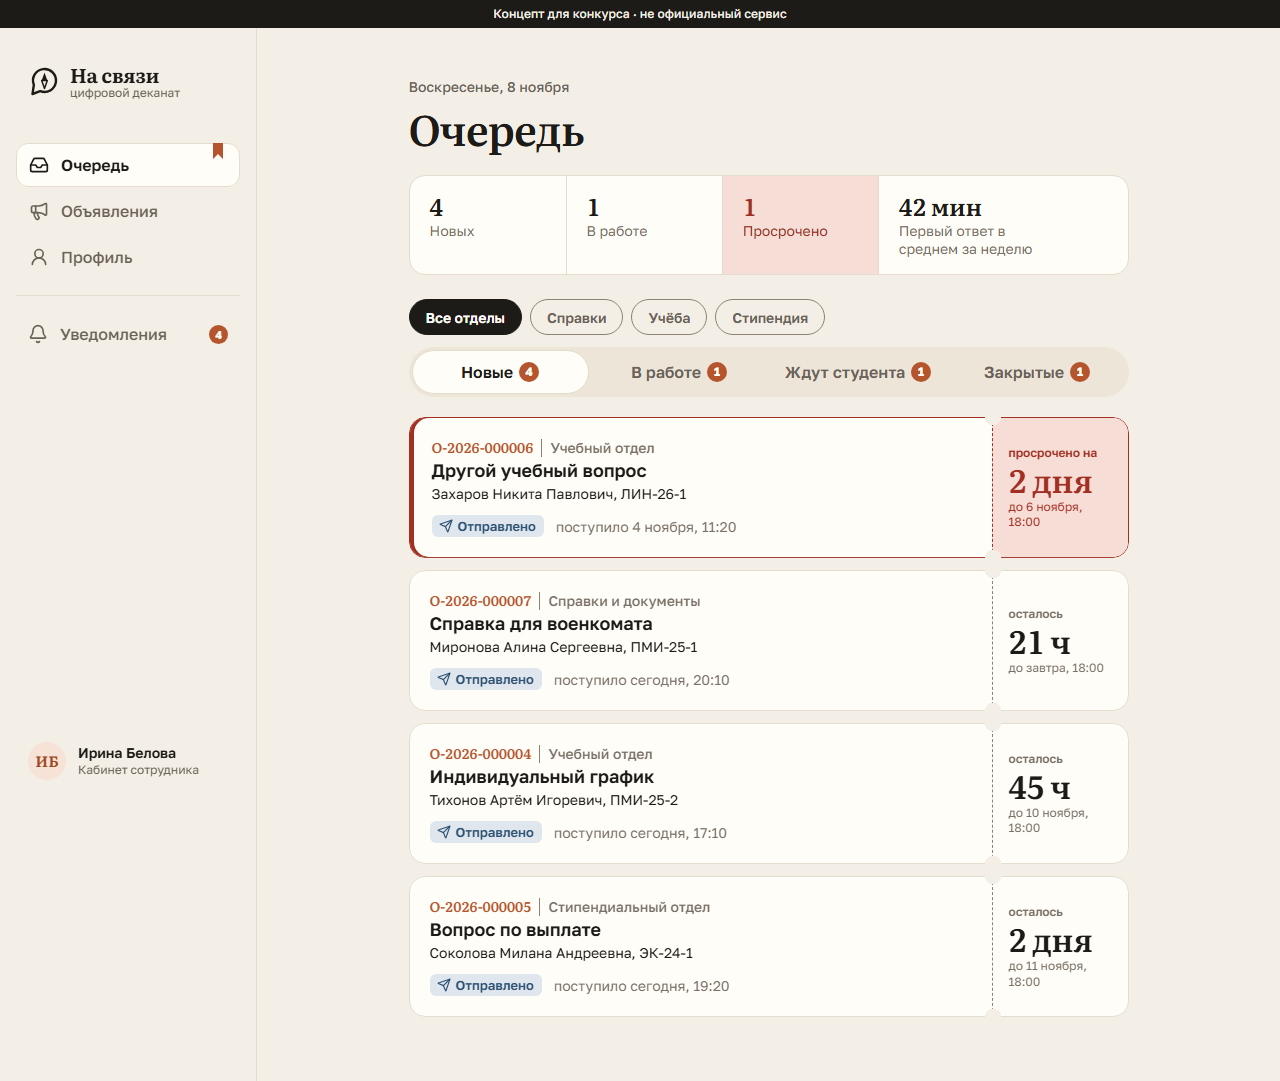 Концепт для конкурса · не официальный сервис
На связи
цифровой деканат
Очередь
Объявления
Профиль
Уведомления 4
ИБ
Ирина Белова
Кабинет сотрудника
Воскресенье, 8 ноября
Очередь
4
Новых
1
В работе
1
Просрочено
42 мин
Первый ответ в
среднем за неделю
Все отделы Справки Учёба Стипендия
Новые 4 В работе 1 Ждут студента 1 Закрытые 1
О-2026-000006 Учебный отдел
Другой учебный вопрос
Захаров Никита Павлович, ЛИН-26-1
Отправлено поступило 4 ноября, 11:20
просрочено на
2 дня
до 6 ноября,
18:00
О-2026-000007 Справки и документы
Справка для военкомата
Миронова Алина Сергеевна, ПМИ-25-1
Отправлено поступило сегодня, 20:10
осталось
21 ч
до завтра, 18:00
О-2026-000004 Учебный отдел
Индивидуальный график
Тихонов Артём Игоревич, ПМИ-25-2
Отправлено поступило сегодня, 17:10
осталось
45 ч
до 10 ноября,
18:00
О-2026-000005 Стипендиальный отдел
Вопрос по выплате
Соколова Милана Андреевна, ЭК-24-1
Отправлено поступило сегодня, 19:20
осталось
2 дня
до 11 ноября,
18:00